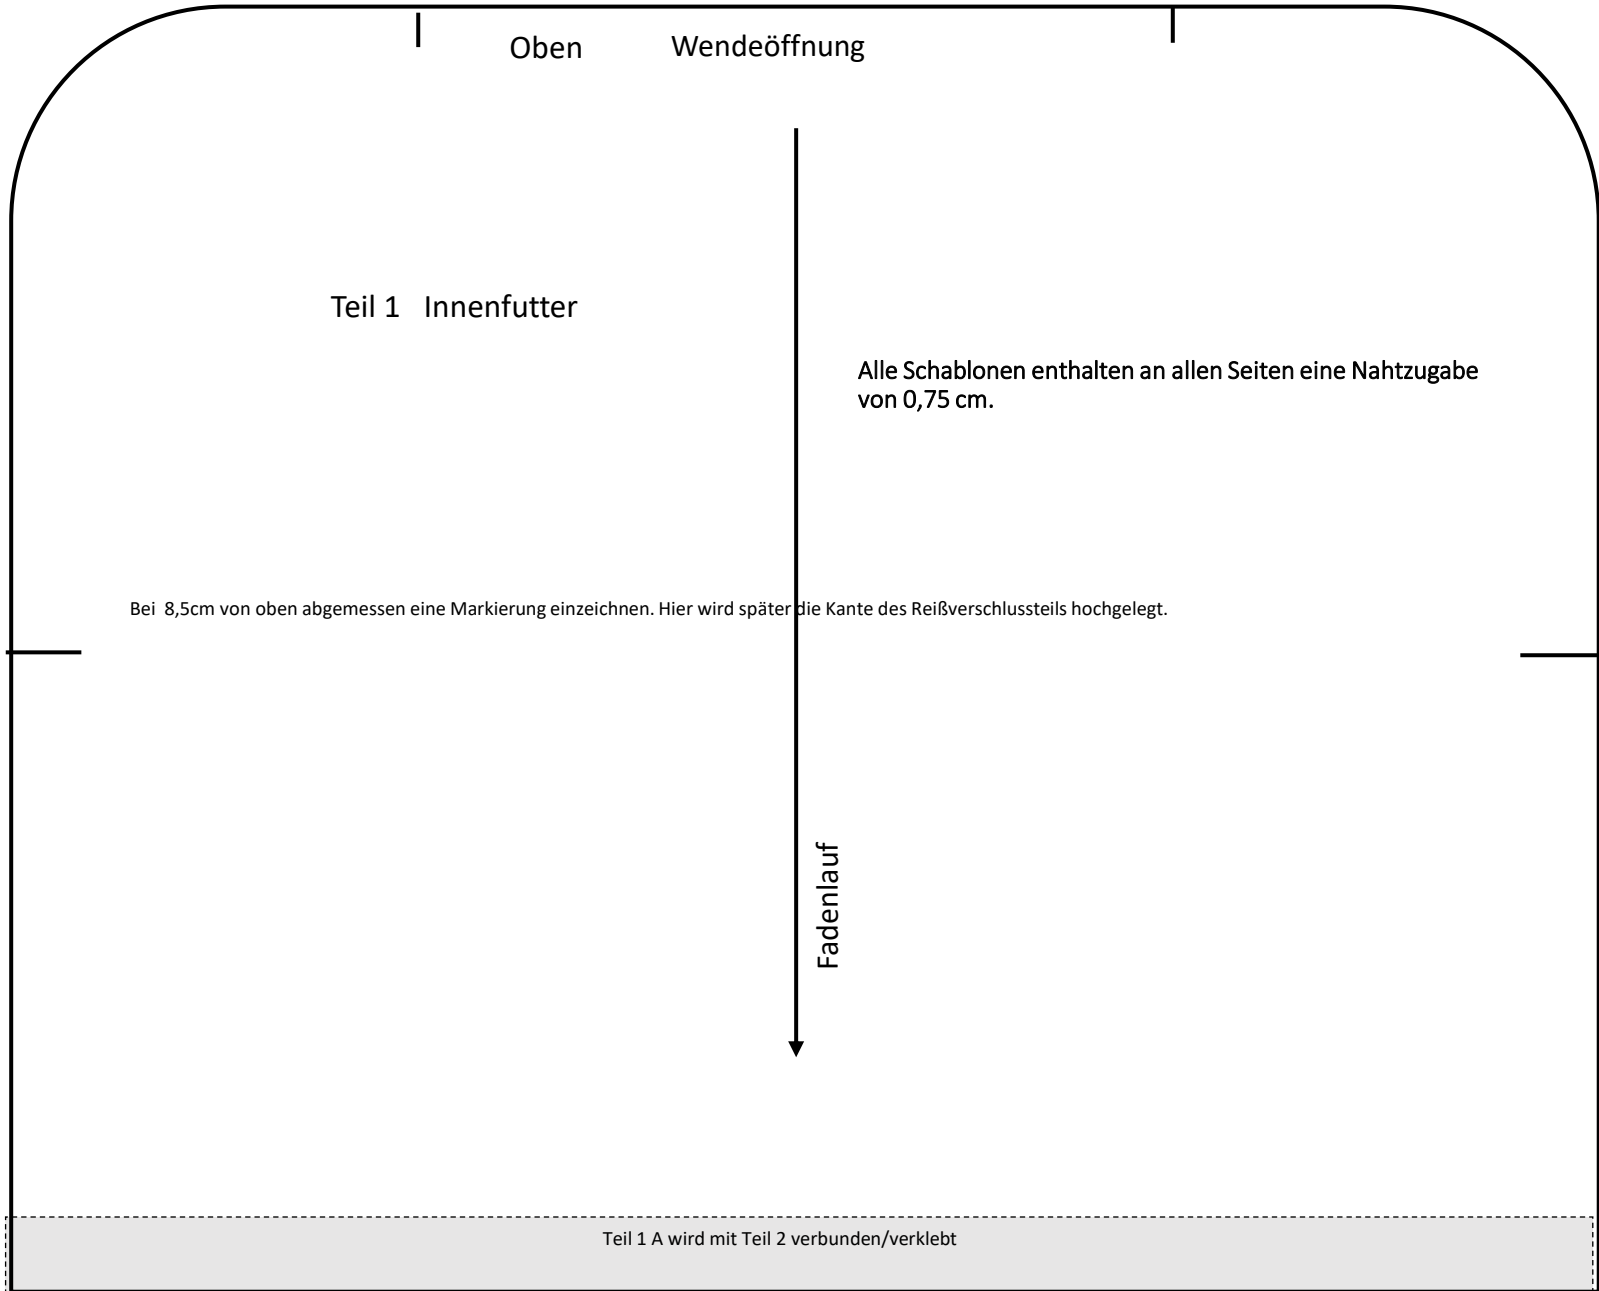 Oben Wendeöffnung
Teil 1 Innenfutter
Alle Schablonen enthalten an allen Seiten eine Nahtzugabe
von 0,75 cm.
Bei 8,5cm von oben abgemessen eine Markierung einzeichnen. Hier wird später die Kante des Reißverschlussteils hochgelegt.
Fadenlauf
Teil 1 A wird mit Teil 2 verbunden/verklebt